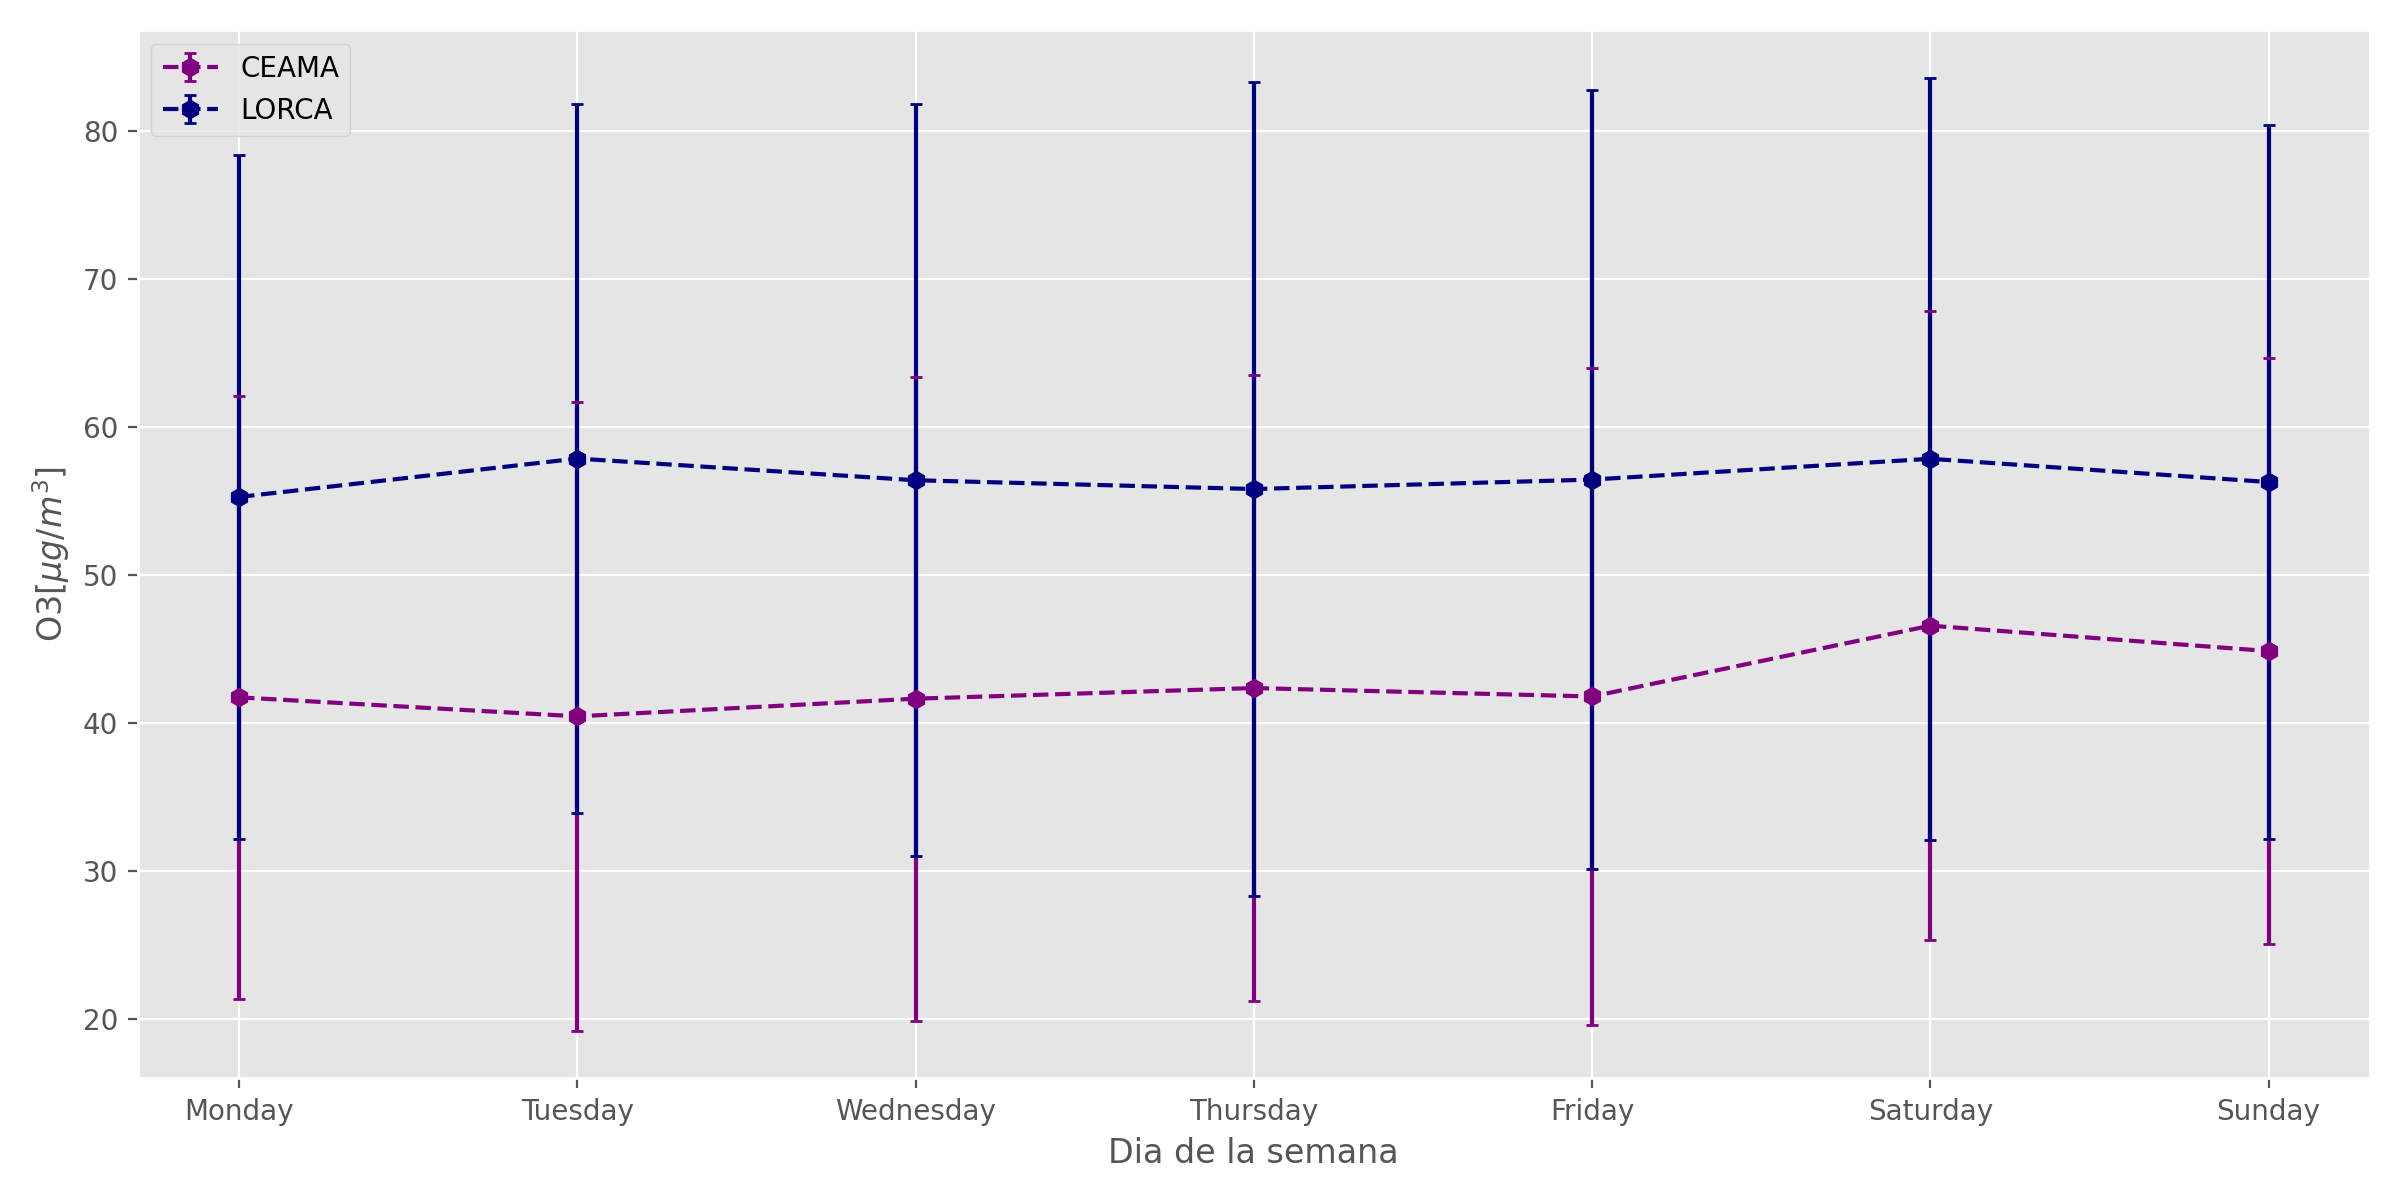 CEAMA
LORCA
80
70
60
50
40
30
20
O3[μg/m³]
Monday Tuesday Wednesday Thursday Friday Saturday Sunday
Dia de la semana